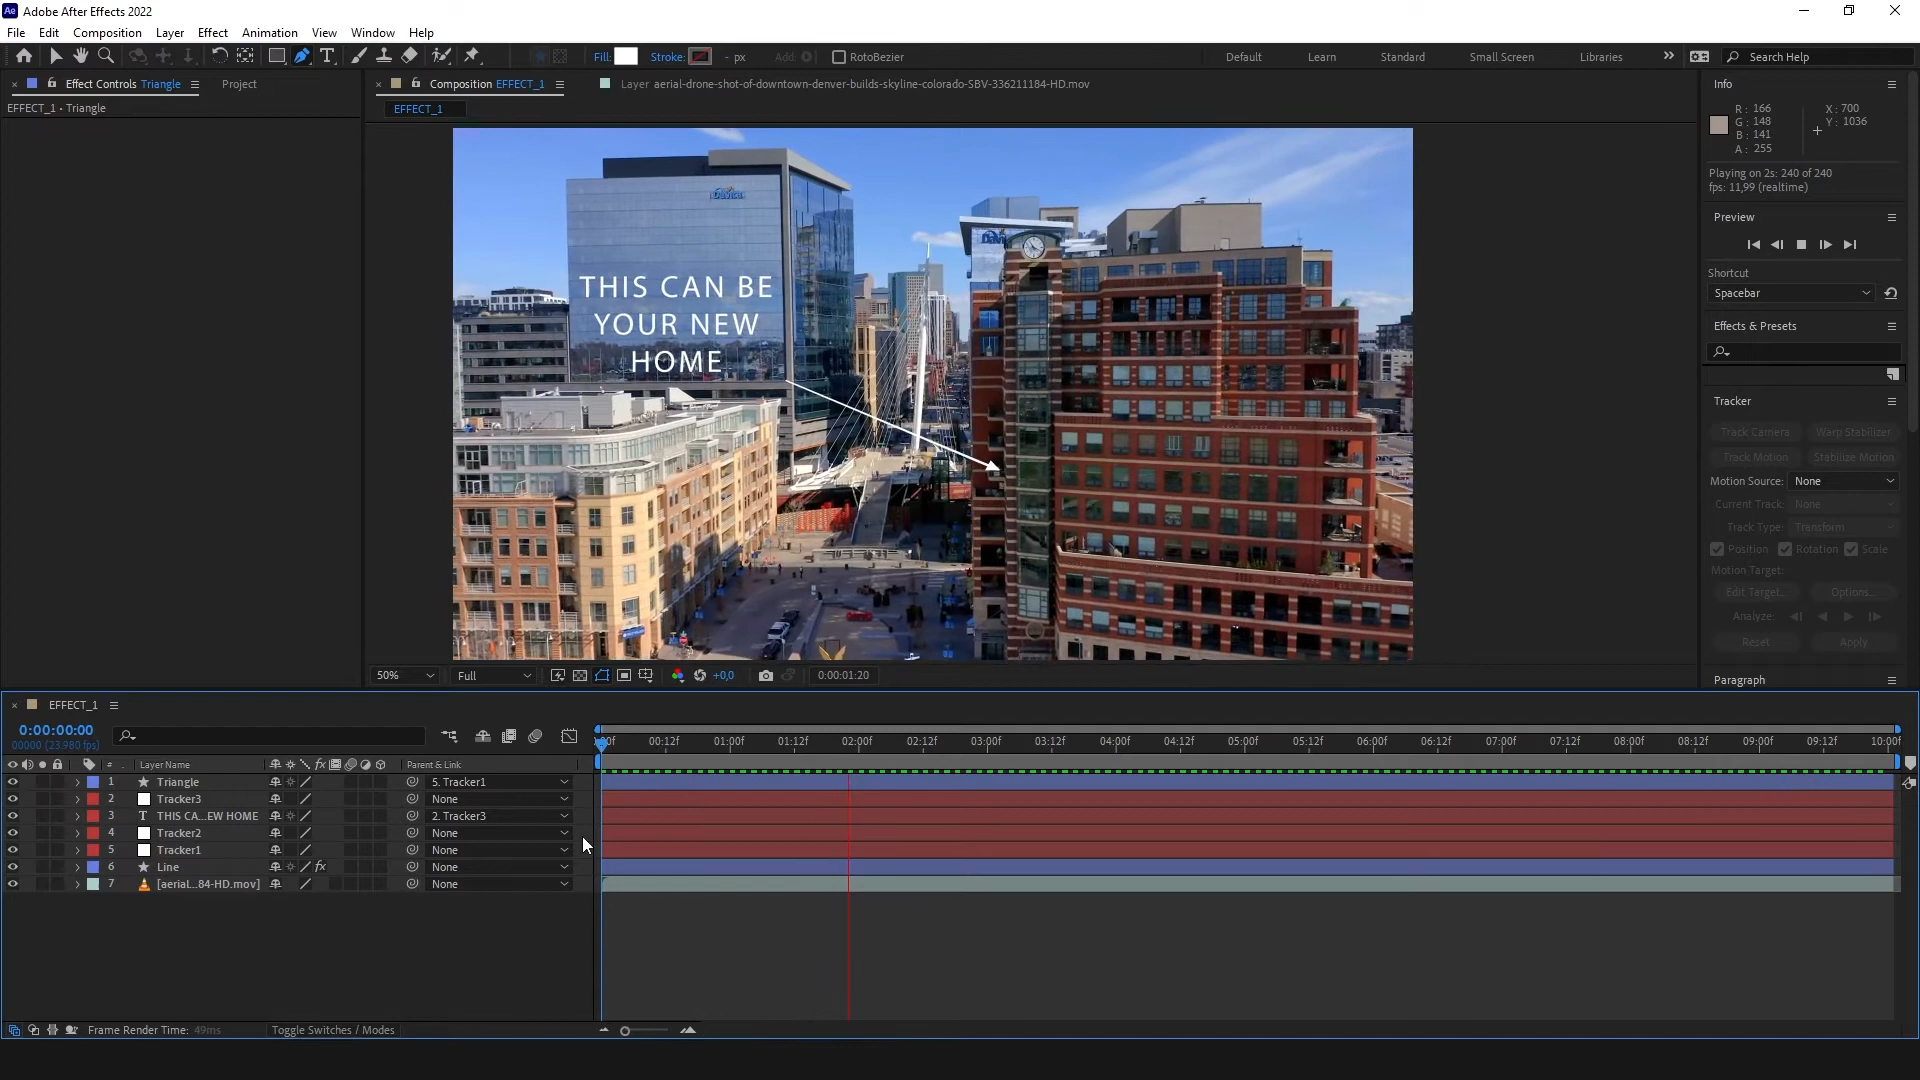 Ae Adobe After Effects 2022
File Edit Composition Layer Effect Animation View Window Help
Fill: Stroke: - px Add: RotoBezier Default Learn Standard Small Screen Libraries Search Help
Effect Controls Triangle Project
EFFECT_1 • Triangle
Composition EFFECT_1 Layer aerial-drone-shot-of-downtown-denver-builds-skyline-colorado-SBV-336211184-HD.mov
EFFECT_1
DaVita
THIS CAN BE
YOUR NEW
HOME
50% Full +0,0 0:00:01:20
Info
R: 166 X: 700
G: 148 Y: 1036
B: 141
A: 255
Playing on 2s: 240 of 240
fps: 11,99 (realtime)
Preview
Shortcut
Spacebar
Effects & Presets
Tracker
Track Camera Warp Stabilizer
Track Motion Stabilize Motion
Motion Source: None
Current Track: None
Track Type: Transform
Position Rotation Scale
Motion Target:
Edit Target... Options...
Analyze:
Reset Apply
Paragraph
EFFECT_1
0:00:00:00
00000 (23.980 fps)
00f 00:12f 01:00f 01:12f 02:00f 02:12f 03:00f 03:12f 04:00f 04:12f 05:00f 05:12f 06:00f 06:12f 07:00f 07:12f 08:00f 08:12f 09:00f 09:12f 10:00f
# Layer Name fx Parent & Link
1 Triangle 5. Tracker1
2 Tracker3 None
3 T THIS CA...EW HOME 2. Tracker3
4 Tracker2 None
5 Tracker1 None
6 Line fx None
7 [aerial...84-HD.mov] None
Frame Render Time: 49ms Toggle Switches / Modes